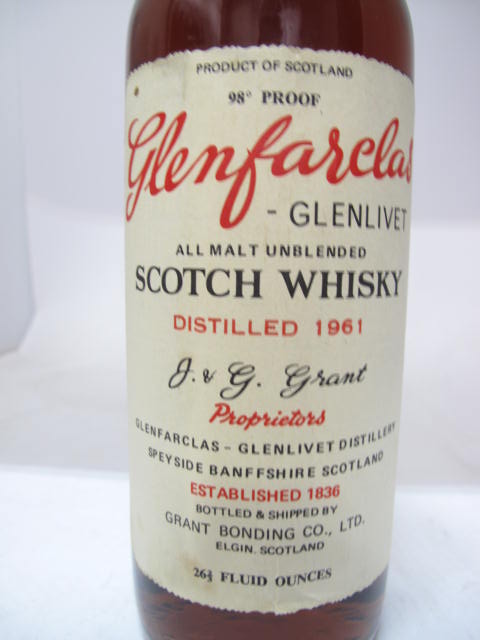 PRODUCT OF SCOTLAND
98° PROOF
Glenfarclas
- GLENLIVET
ALL MALT UNBLENDED
SCOTCH WHISKY
DISTILLED 1961
J. & G. Grant
Proprietors
GLENFARCLAS - GLENLIVET DISTILLERY
SPEYSIDE BANFFSHIRE SCOTLAND
ESTABLISHED 1836
BOTTLED & SHIPPED BY
GRANT BONDING CO., LTD.
ELGIN. SCOTLAND
26⅔ FLUID OUNCES